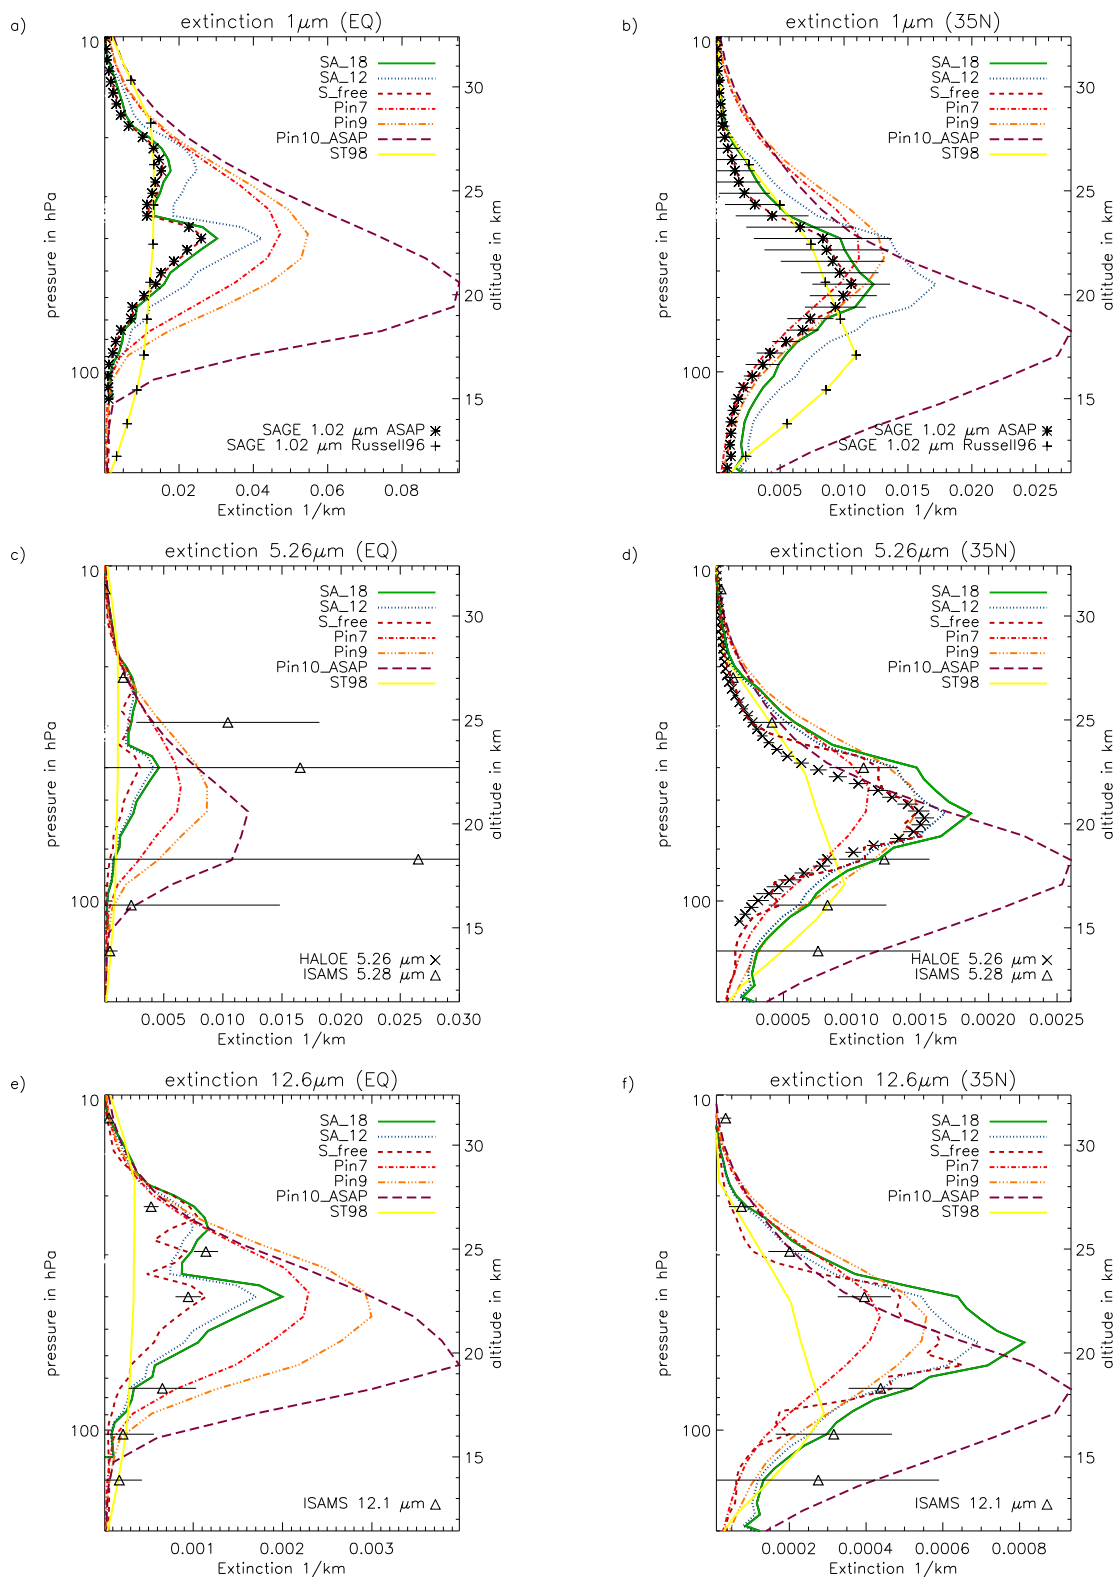 a) extinction 1μm (EQ)
10
SA_18
SA_12
S_free
Pin7
Pin9
Pin10_ASAP
ST98
30
25
20
15
100
pressure in hPa
altitude in km
SAGE 1.02 μm ASAP
SAGE 1.02 μm Russell96
0.02 0.04 0.06 0.08
Extinction 1/km
b) extinction 1μm (35N)
10
SA_18
SA_12
S_free
Pin7
Pin9
Pin10_ASAP
ST98
30
25
20
15
100
pressure in hPa
altitude in km
SAGE 1.02 μm ASAP
SAGE 1.02 μm Russell96
0.005 0.010 0.015 0.020 0.025
Extinction 1/km
c) extinction 5.26μm (EQ)
10
SA_18
SA_12
S_free
Pin7
Pin9
Pin10_ASAP
ST98
30
25
20
15
100
pressure in hPa
altitude in km
HALOE 5.26 μm
ISAMS 5.28 μm
0.005 0.010 0.015 0.020 0.025 0.030
Extinction 1/km
d) extinction 5.26μm (35N)
10
SA_18
SA_12
S_free
Pin7
Pin9
Pin10_ASAP
ST98
30
25
20
15
100
pressure in hPa
altitude in km
HALOE 5.26 μm
ISAMS 5.28 μm
0.0005 0.0010 0.0015 0.0020 0.0025
Extinction 1/km
e) extinction 12.6μm (EQ)
10
SA_18
SA_12
S_free
Pin7
Pin9
Pin10_ASAP
ST98
30
25
20
15
100
pressure in hPa
altitude in km
ISAMS 12.1 μm
0.001 0.002 0.003
Extinction 1/km
f) extinction 12.6μm (35N)
10
SA_18
SA_12
S_free
Pin7
Pin9
Pin10_ASAP
ST98
30
25
20
15
100
pressure in hPa
altitude in km
ISAMS 12.1 μm
0.0002 0.0004 0.0006 0.0008
Extinction 1/km